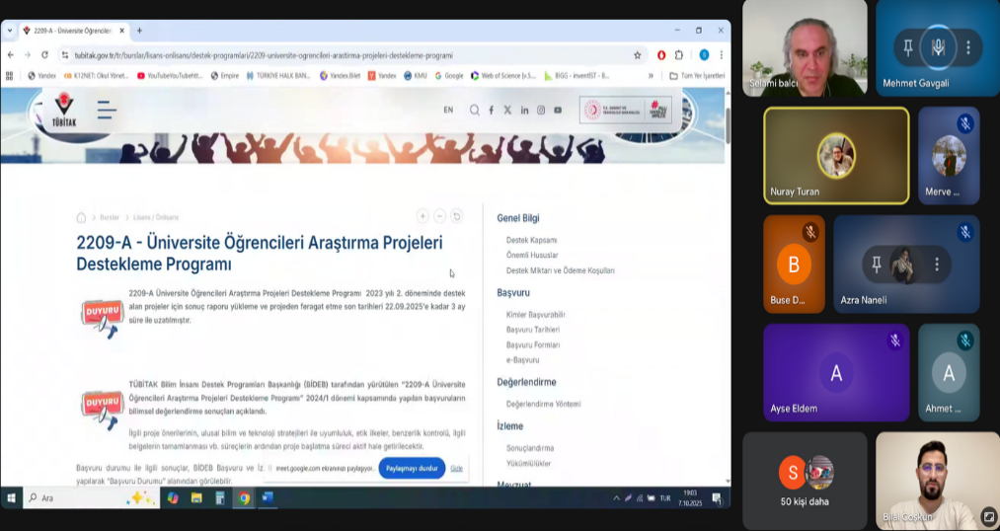 2209-A - Üniversite Öğrenciler
tubitak.gov.tr/tr/burslar/lisans-onlisans/destek-programlari/2209-universite-ogrencileri-arastirma-projeleri-destekleme-programi
Yandex
K12NET: Okul Yönet...
YouTubeYouTubehtt...
Empire
TÜRKİYE HALK BAN...
Yandex.Bilet
Yandex
KMU
Google
Web of Science [v.5....
BİGG - investİST - B...
»
Tüm Yer İşaretleri
TÜBİTAK
EN
Burslar > Lisans / Önlisans
2209-A - Üniversite Öğrencileri Araştırma Projeleri
Destekleme Programı
DUYURU
2209-A Üniversite Öğrencileri Araştırma Projeleri Destekleme Programı 2023 yılı 2. döneminde destek
alan projeler için sonuç raporu yükleme ve projeden feragat etme son tarihleri 22.09.2025'e kadar 3 ay
süre ile uzatılmıştır.
DUYURU
TÜBİTAK Bilim İnsanı Destek Programları Başkanlığı (BİDEB) tarafından yürütülen "2209-A Üniversite
Öğrencileri Araştırma Projeleri Destekleme Programı" 2024/1 dönemi kapsamında yapılan başvuruların
bilimsel değerlendirme sonuçları açıklandı.
İlgili proje önerilerinin, ulusal bilim ve teknoloji stratejileri ile uyumluluk, etik ilkeler, benzerlik kontrolü, ilgili
belgelerin tamamlanması vb. süreçlerin ardından proje başlatma süreci aktif hale getirilecektir.
Başvuru durumu ile ilgili sonuçlar, BİDEB Başvuru ve İz
yapılarak "Başvuru Durumu" alanından görülebilir.
meet.google.com ekranınızı paylaşıyor.
Paylaşmayı durdur
Gizle
Genel Bilgi
Destek Kapsamı
Önemli Hususlar
Destek Miktarı ve Ödeme Koşulları
Başvuru
Kimler Başvurabilir
Başvuru Tarihleri
Başvuru Formları
e-Başvuru
Değerlendirme
Değerlendirme Yöntemi
İzleme
Sonuçlandırma
Yükümlülükler
Mevzuat
Ara
TUR
19:03
7.10.2025
Selami balcı
Mehmet Gavgali
Nuray Turan
Merve ...
B
Buse D...
Azra Naneli
A
Ayse Eldem
A
Ahmet ...
S
50 kişi daha
Bilal Coşkun